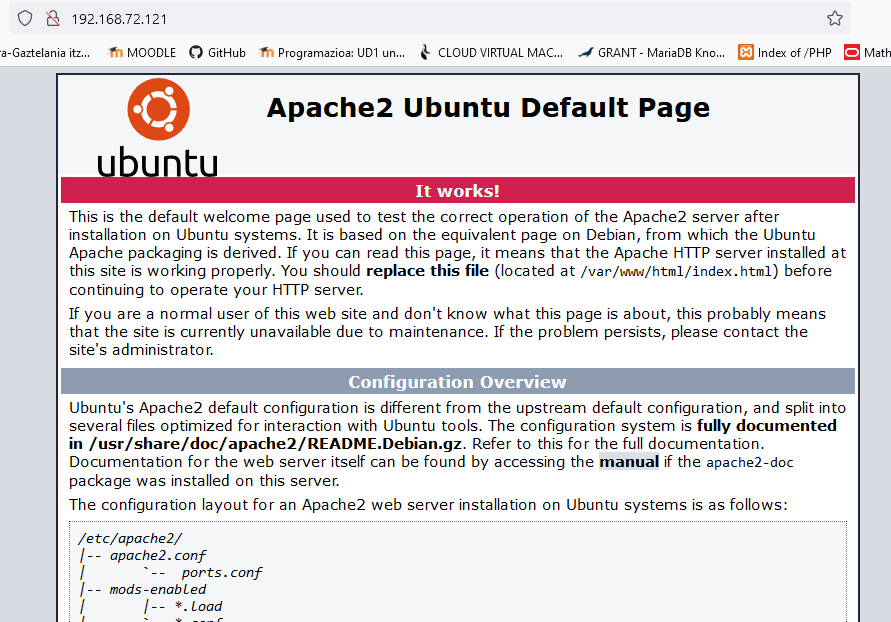 192.168.72.121
ra-Gaztelania itz... MOODLE GitHub Programazioa: UD1 un... CLOUD VIRTUAL MAC... GRANT - MariaDB Kno... Index of /PHP Math
ubuntu
Apache2 Ubuntu Default Page
It works!
This is the default welcome page used to test the correct operation of the Apache2 server after
installation on Ubuntu systems. It is based on the equivalent page on Debian, from which the Ubuntu
Apache packaging is derived. If you can read this page, it means that the Apache HTTP server installed at
this site is working properly. You should replace this file (located at /var/www/html/index.html) before
continuing to operate your HTTP server.
If you are a normal user of this web site and don't know what this page is about, this probably means
that the site is currently unavailable due to maintenance. If the problem persists, please contact the
site's administrator.
Configuration Overview
Ubuntu's Apache2 default configuration is different from the upstream default configuration, and split into
several files optimized for interaction with Ubuntu tools. The configuration system is fully documented
in /usr/share/doc/apache2/README.Debian.gz. Refer to this for the full documentation.
Documentation for the web server itself can be found by accessing the manual if the apache2-doc
package was installed on this server.
The configuration layout for an Apache2 web server installation on Ubuntu systems is as follows:
/etc/apache2/
|-- apache2.conf
|       `--  ports.conf
|-- mods-enabled
|       |-- *.load
|       `-- *.conf